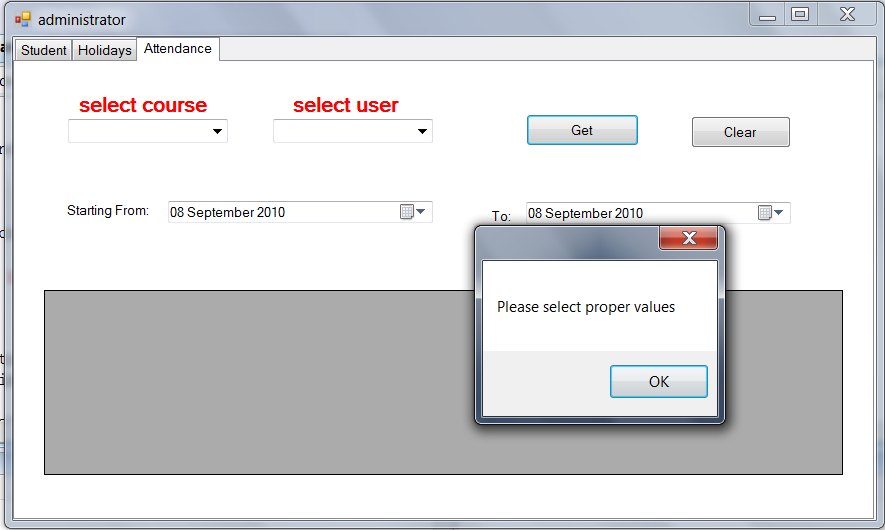 administrator
Student Holidays Attendance
select course select user
Get Clear
Starting From: 08 September 2010 To: 08 September 2010
Please select proper values
OK